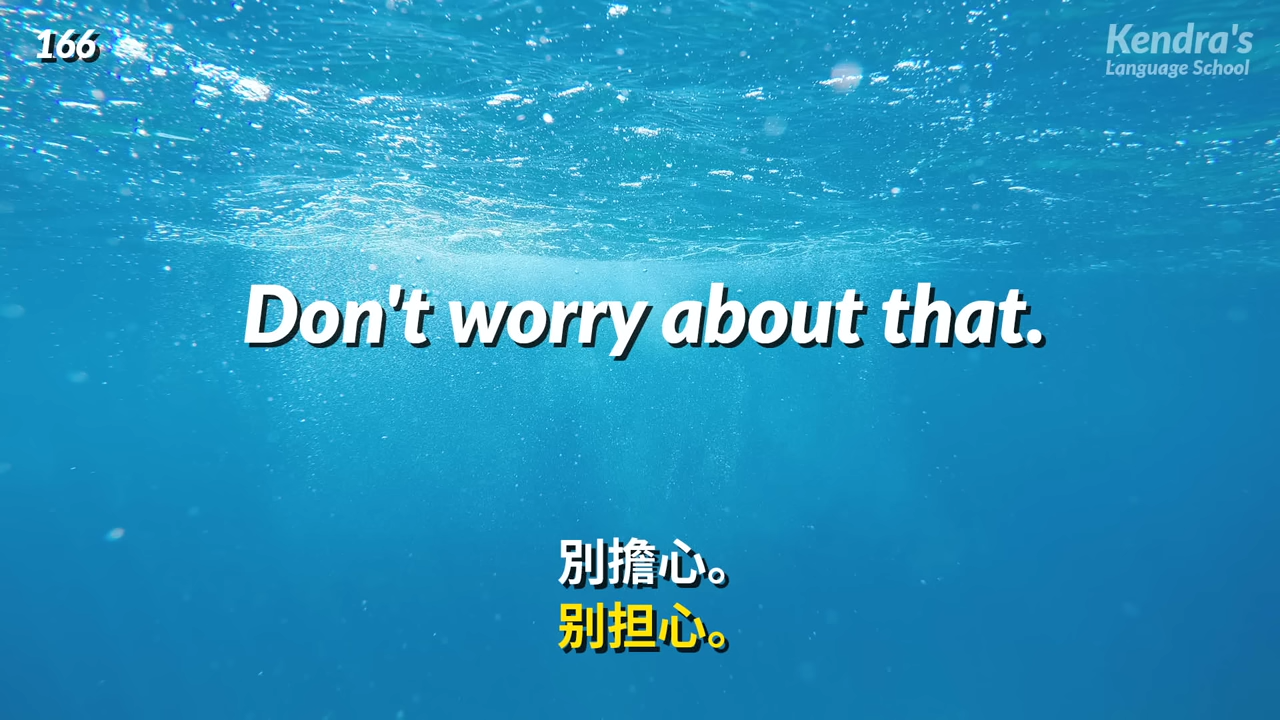 166
Kendra's
Language School
Don't worry about that.
別擔心。
别担心。